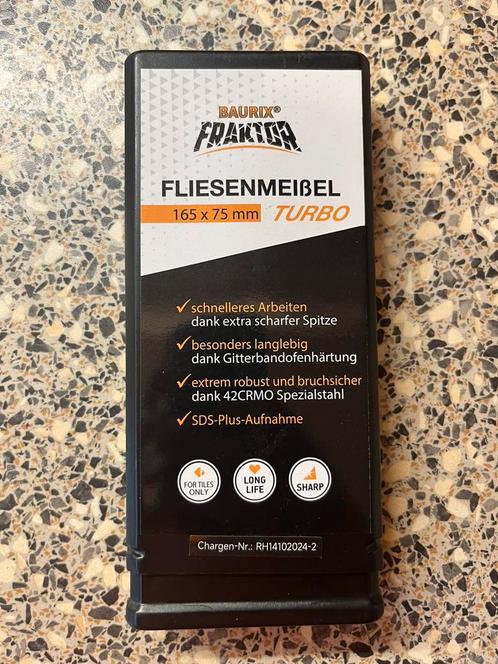 BAURIX®
FRAKTOR
FLIESENMEIẞEL
165 x 75 mm TURBO
✓ schnelleres Arbeiten
dank extra scharfer Spitze
✓ besonders langlebig
dank Gitterbandofenhärtung
✓ extrem robust und bruchsicher
dank 42CRMO Spezialstahl
✓ SDS-Plus-Aufnahme
FOR TILES
ONLY
LONG
LIFE
SHARP
Chargen-Nr.: RH14102024-2